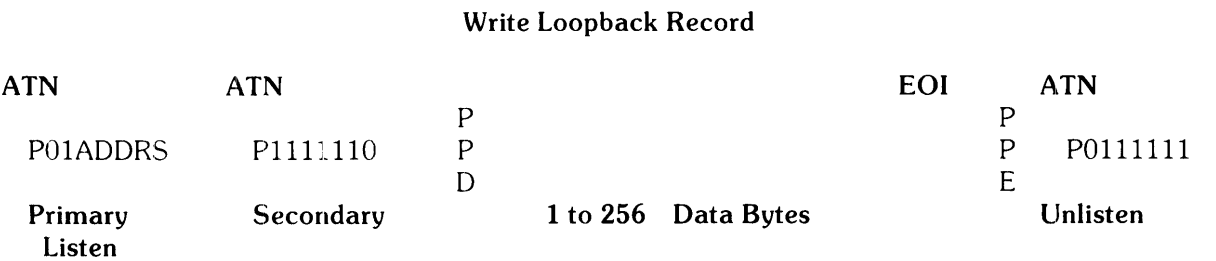 Write Loopback Record
ATN ATN EOI ATN
P P
P01ADDRS P1111110 P P P0111111
D E
Primary Secondary 1 to 256 Data Bytes Unlisten
Listen